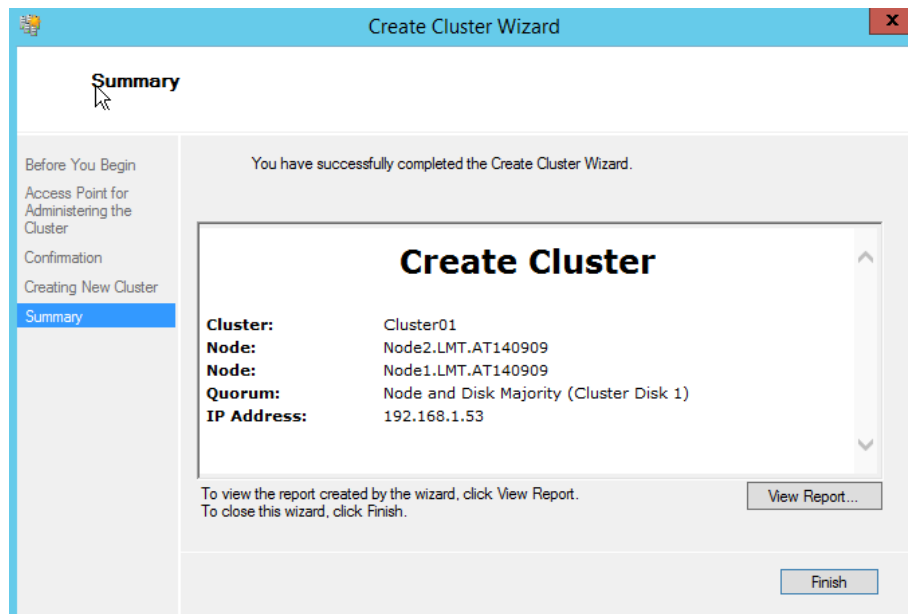 Create Cluster Wizard
x
Summary
Before You Begin
Access Point for
Administering the
Cluster
Confirmation
Creating New Cluster
Summary
You have successfully completed the Create Cluster Wizard.
Create Cluster
Cluster: Cluster01
Node: Node2.LMT.AT140909
Node: Node1.LMT.AT140909
Quorum: Node and Disk Majority (Cluster Disk 1)
IP Address: 192.168.1.53
To view the report created by the wizard, click View Report.
To close this wizard, click Finish.
View Report...
Finish